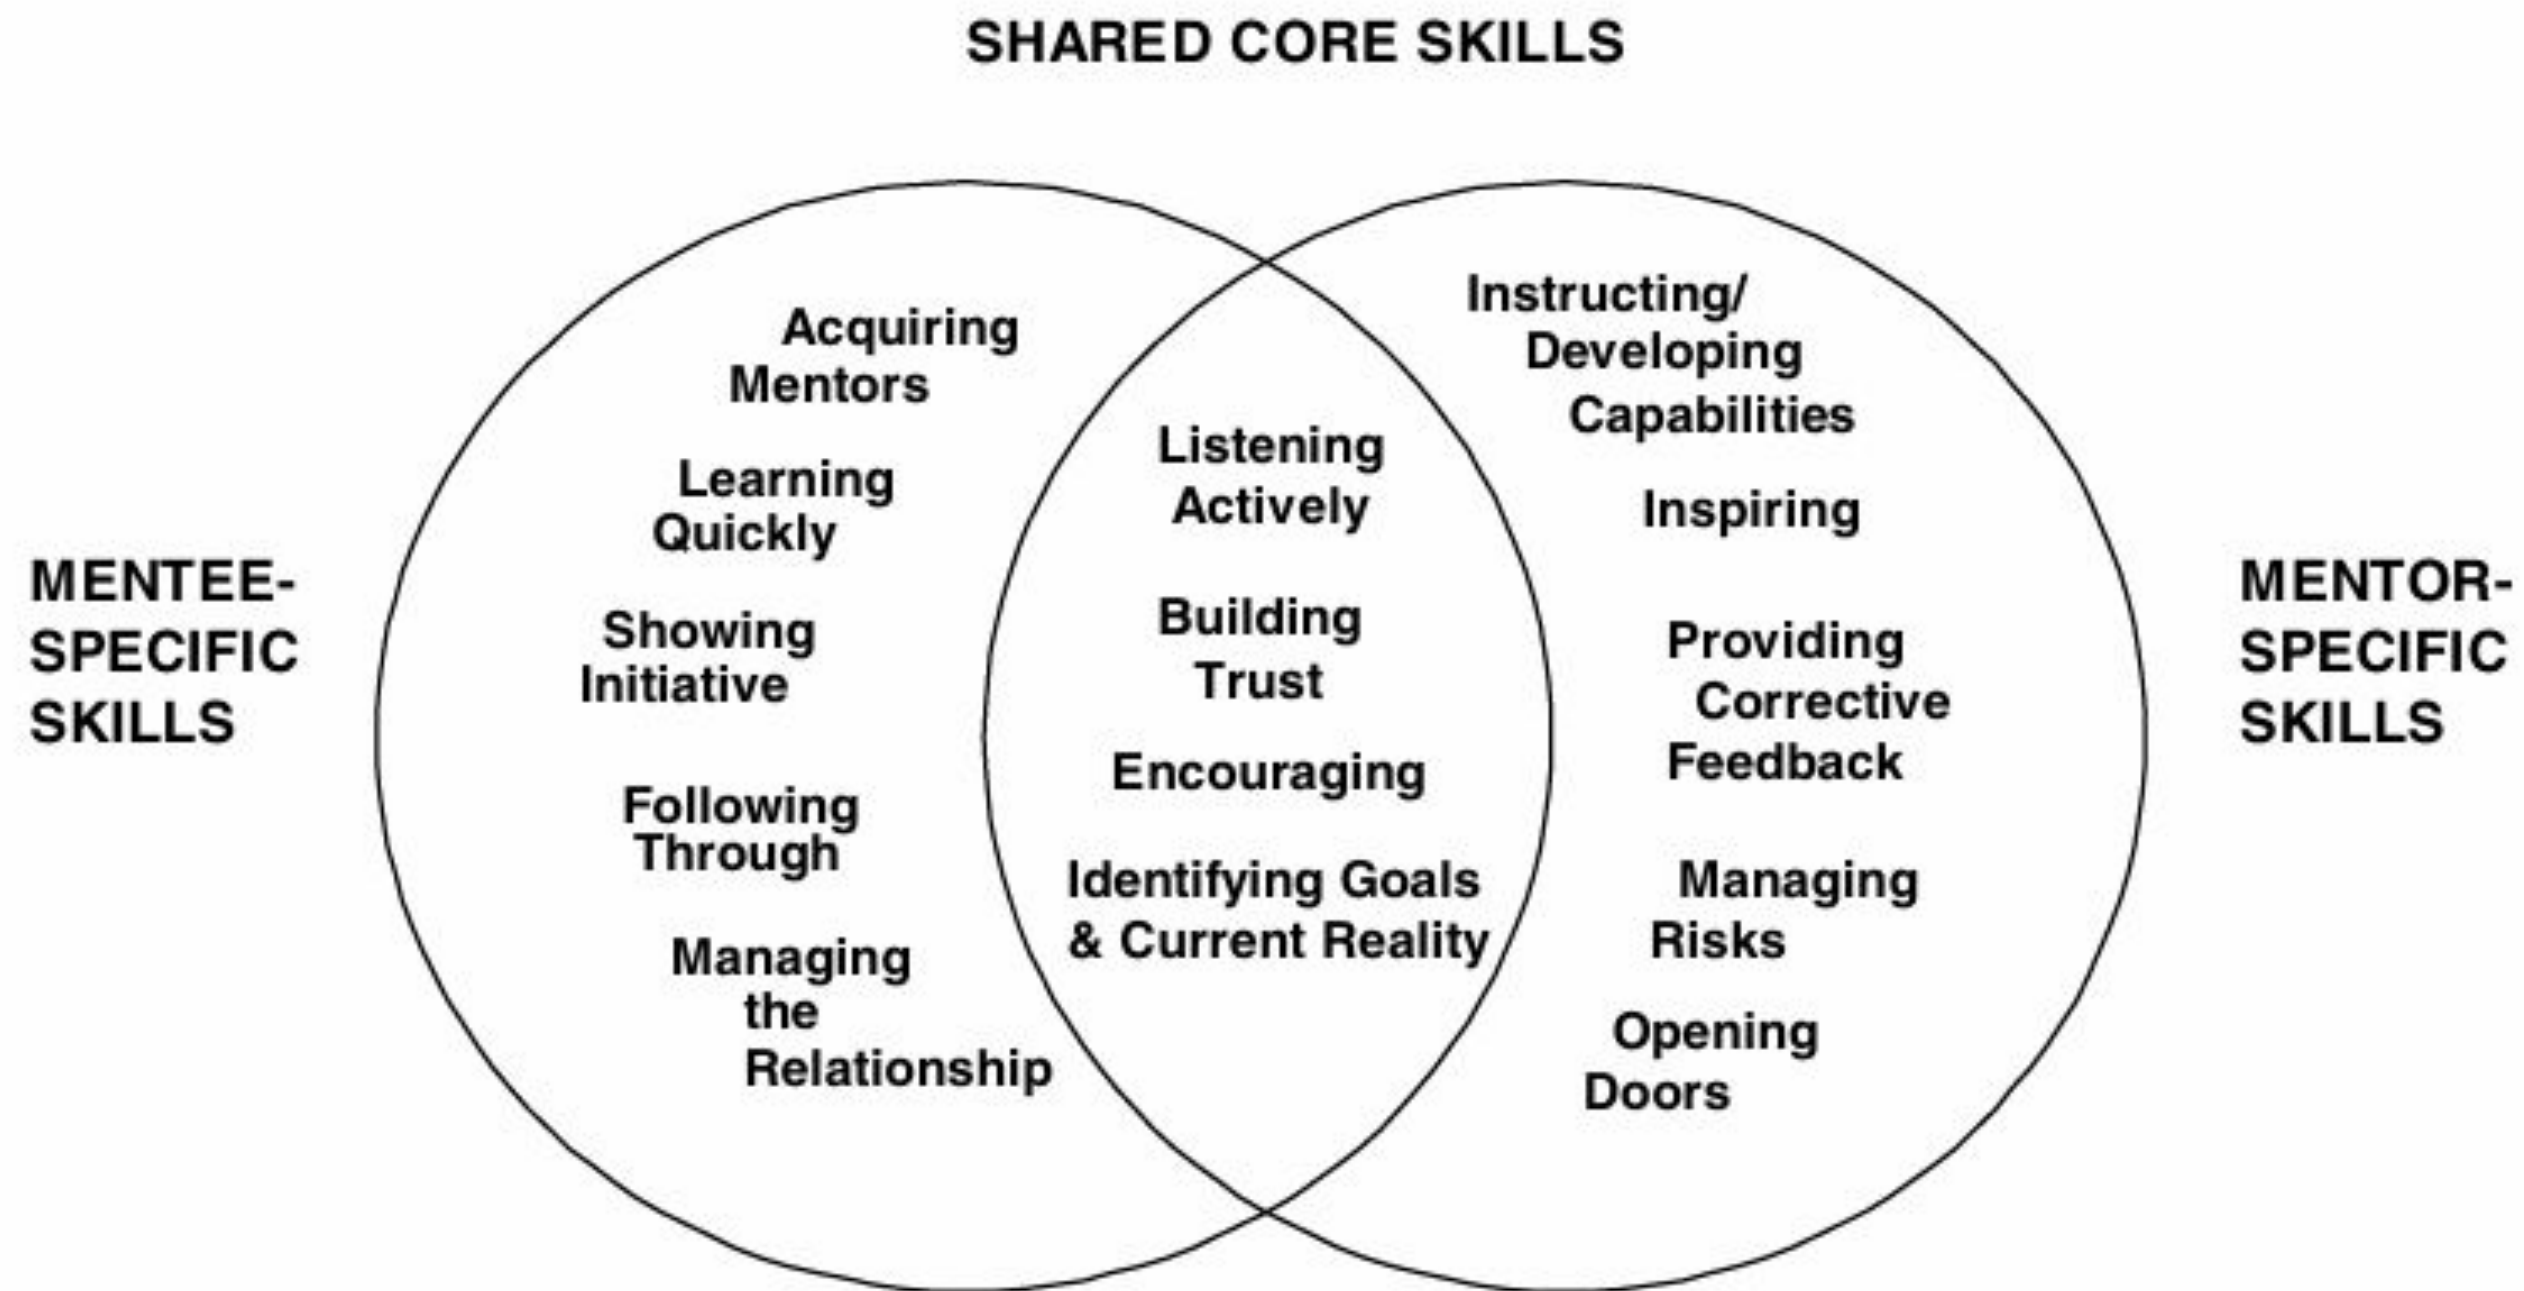 SHARED CORE SKILLS
MENTEE-
SPECIFIC
SKILLS
Acquiring
Mentors
Learning
Quickly
Showing
Initiative
Following
Through
Managing
the
Relationship
Listening
Actively
Building
Trust
Encouraging
Identifying Goals
& Current Reality
Instructing/
Developing
Capabilities
Inspiring
Providing
Corrective
Feedback
Managing
Risks
Opening
Doors
MENTOR-
SPECIFIC
SKILLS